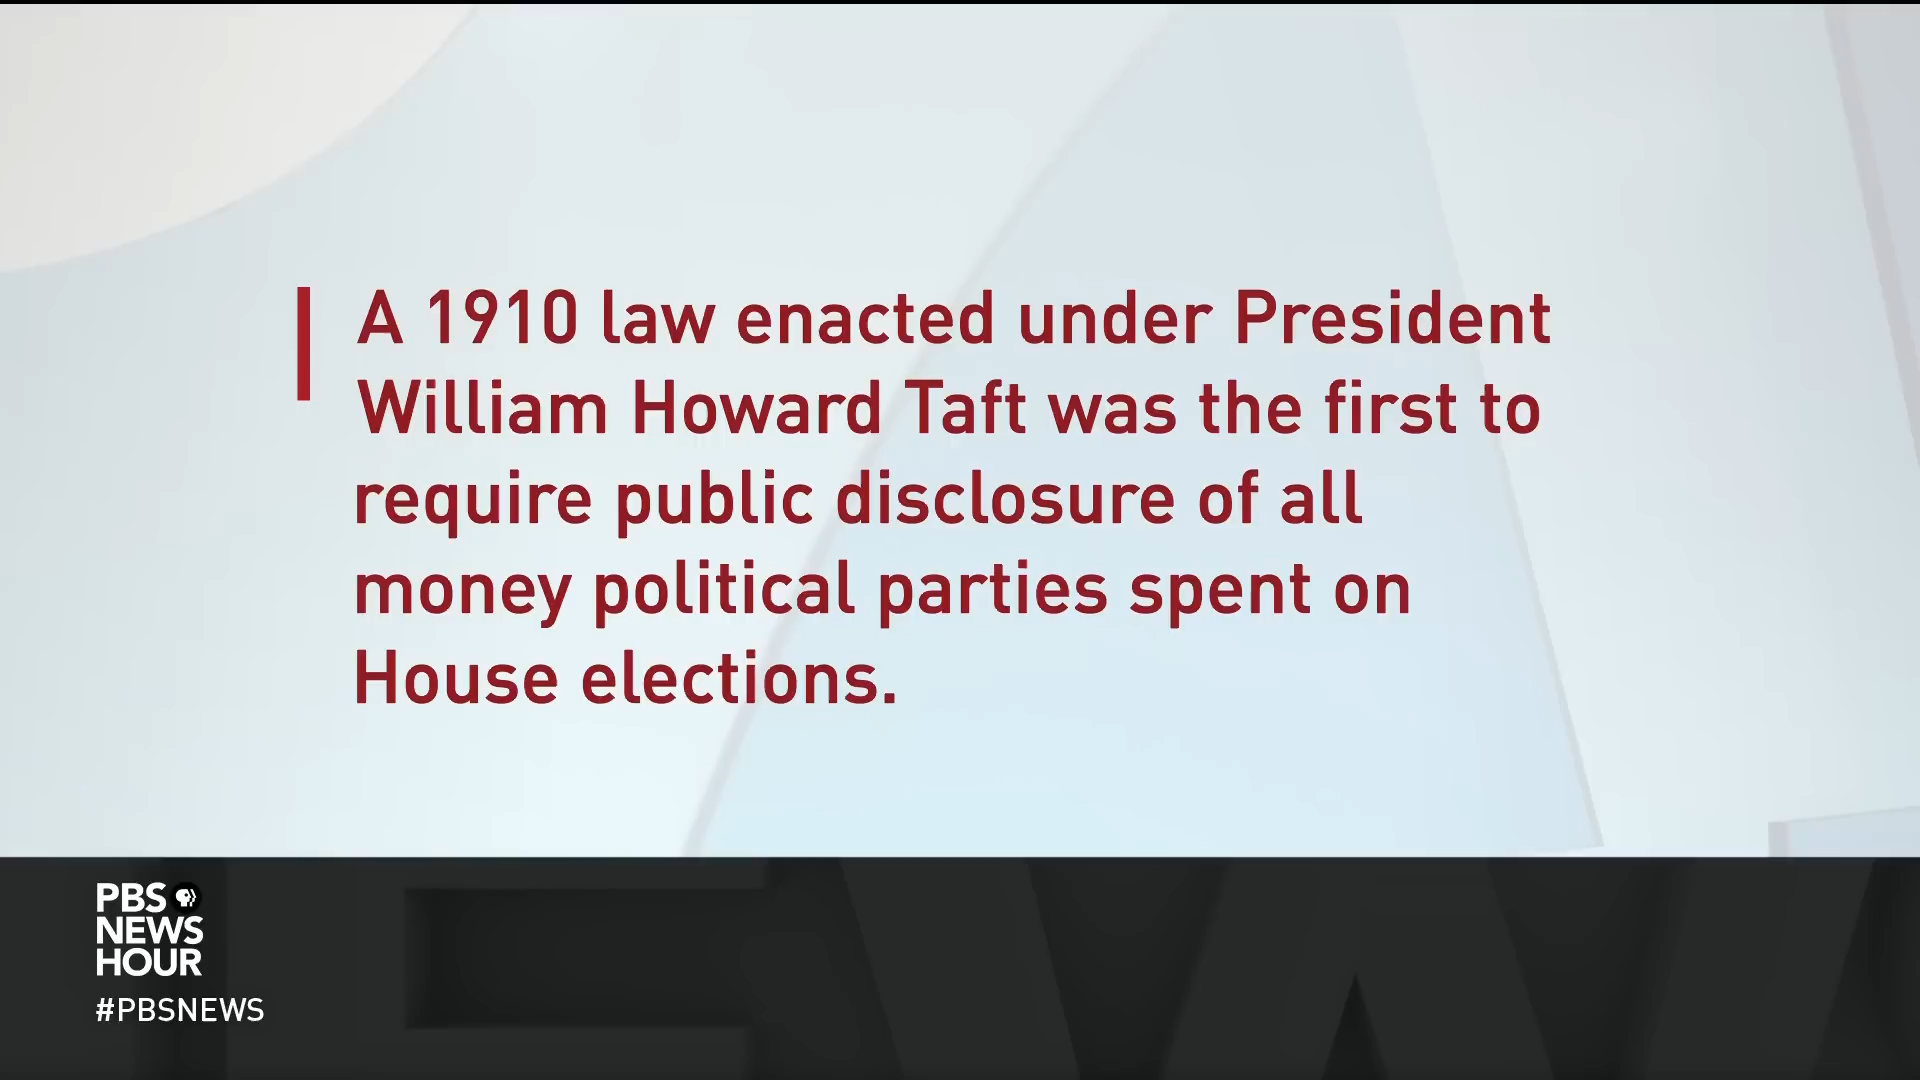 A 1910 law enacted under President
William Howard Taft was the first to
require public disclosure of all
money political parties spent on
House elections.
PBS
NEWS
HOUR
#PBSNEWS